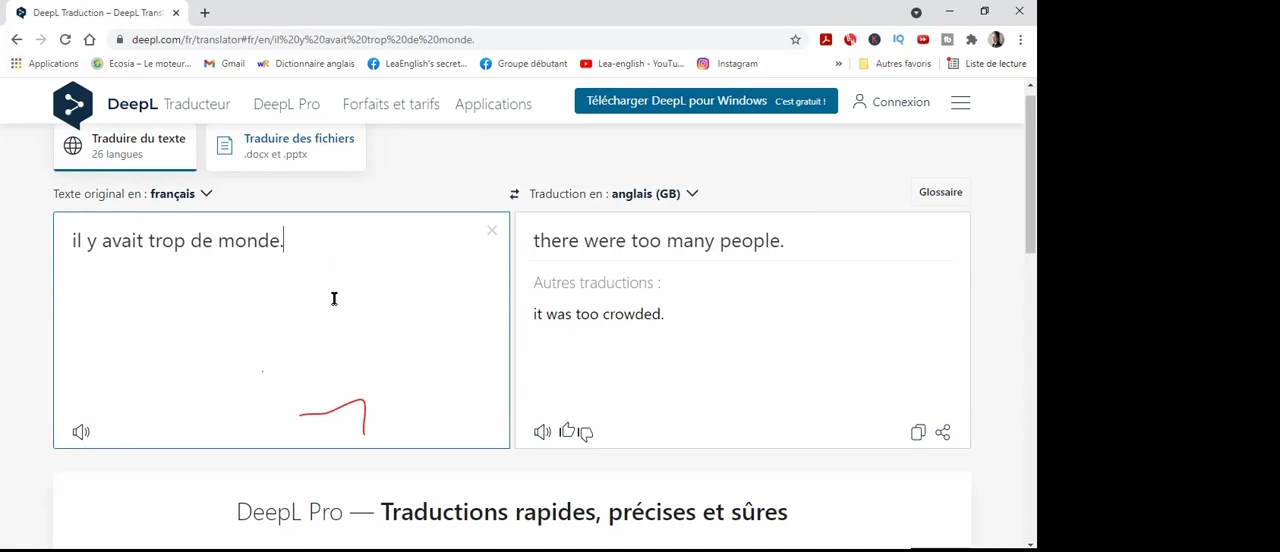 DeepL Traduction – DeepL Transl
deepl.com/fr/translator#fr/en/il%20y%20avait%20trop%20de%20monde.
Applications
Ecosia – Le moteur...
Gmail
Dictionnaire anglais
LeaEnglish's secret...
Groupe débutant
Lea-english - YouTu...
Instagram
»
Autres favoris
Liste de lecture
DeepL Traducteur
DeepL Pro
Forfaits et tarifs
Applications
Télécharger DeepL pour Windows C'est gratuit !
Connexion
Traduire du texte
26 langues
Traduire des fichiers
.docx et .pptx
Texte original en : français
Traduction en : anglais (GB)
Glossaire
il y avait trop de monde.
there were too many people.
Autres traductions :
it was too crowded.
DeepL Pro — Traductions rapides, précises et sûres